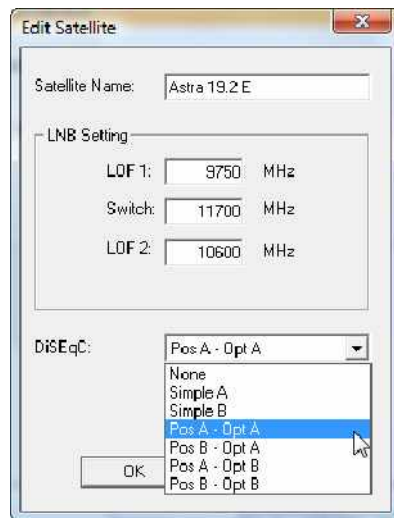 Edit Satellite
Satellite Name: Astra 19.2 E
LNB Setting
LOF 1: 9750 MHz
Switch: 11700 MHz
LOF 2: 10600 MHz
DiSEqC: Pos A - Opt A
None
Simple A
Simple B
Pos A - Opt A
Pos B - Opt A
Pos A - Opt B
Pos B - Opt B
OK